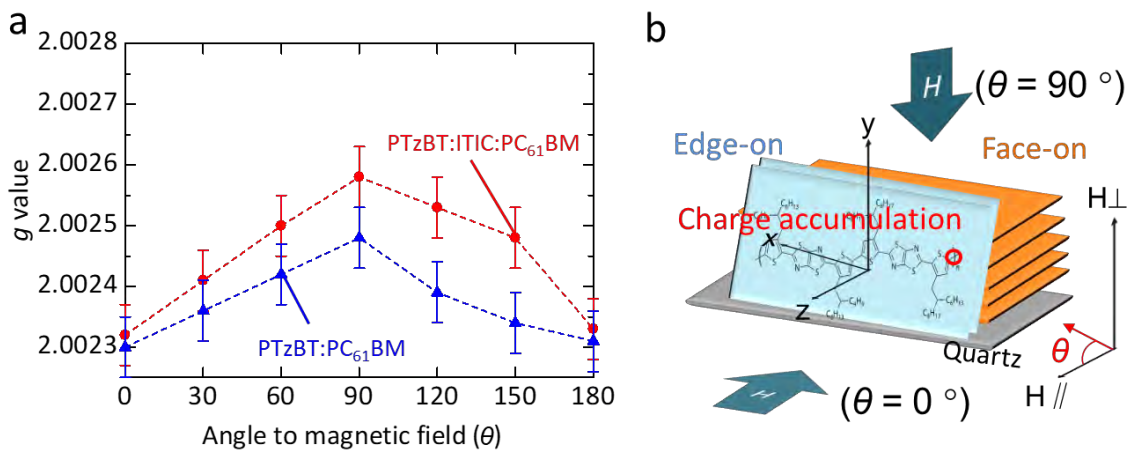 a
2.0028
2.0027
2.0026
2.0025
2.0024
2.0023
g value
PTzBT:ITIC:PC₆₁BM
PTzBT:PC₆₁BM
0 30 60 90 120 150 180
Angle to magnetic field (θ)
b
H
(θ = 90 °)
y
Edge-on
Face-on
H⊥
Charge accumulation
x
z
Quartz
θ
H //
H
(θ = 0 °)